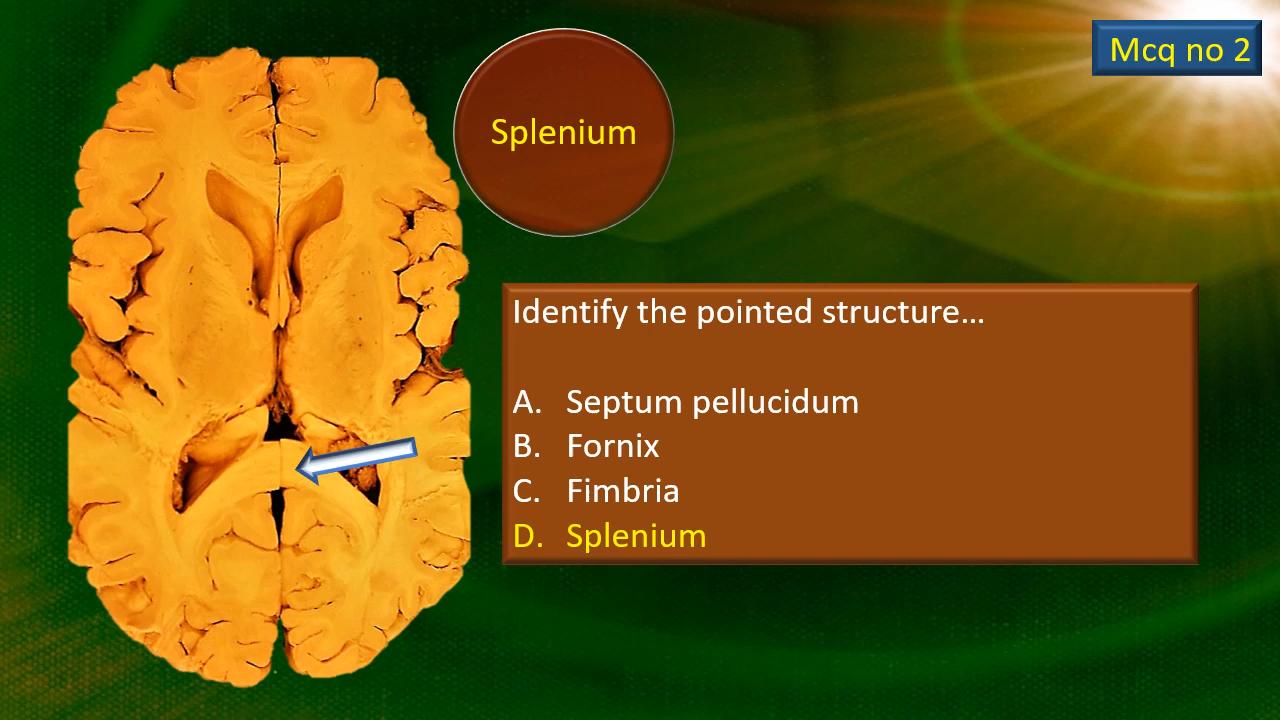 Mcq no 2
Splenium
Identify the pointed structure…
A. Septum pellucidum
B. Fornix
C. Fimbria
D. Splenium